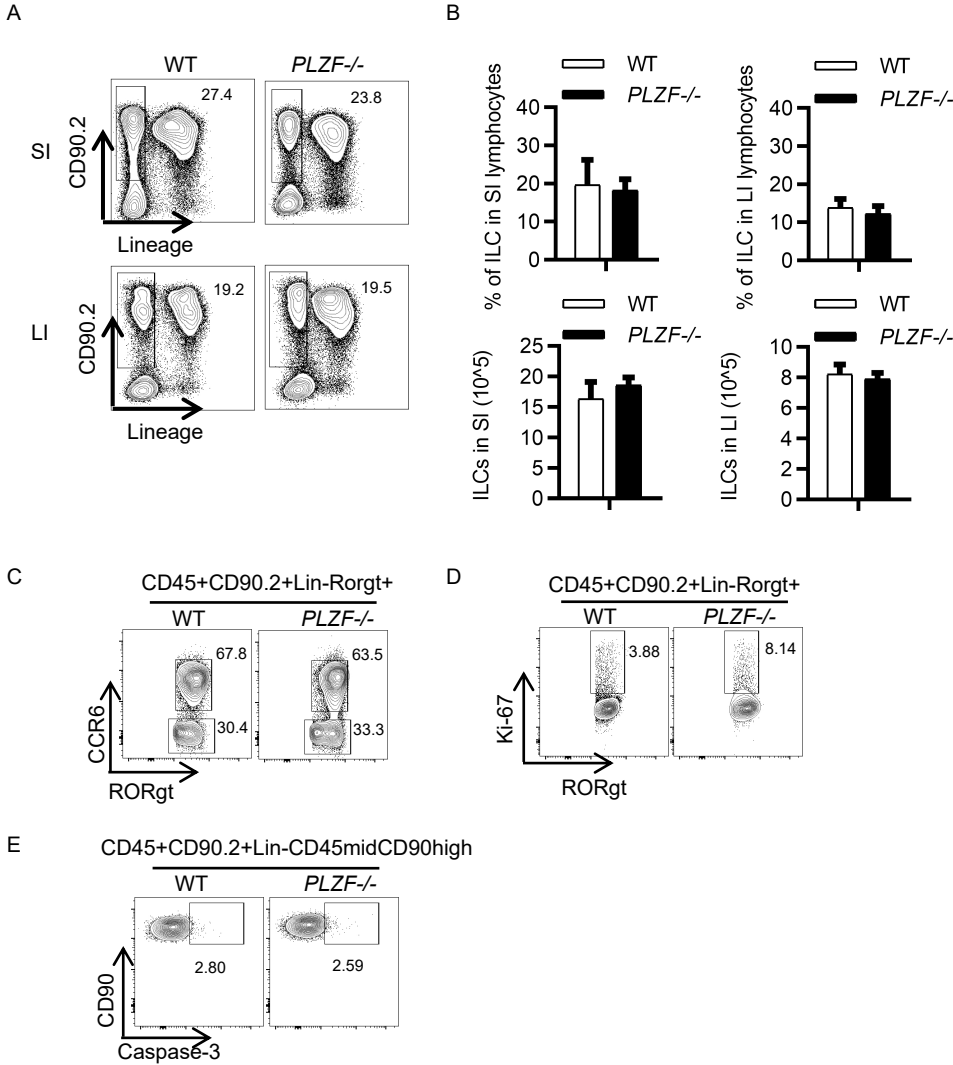 A
WT
PLZF-/-
27.4
23.8
SI
CD90.2
Lineage
19.2
19.5
LI
CD90.2
Lineage
B
WT
PLZF-/-
% of ILC in SI lymphocytes
40
30
20
10
0
WT
PLZF-/-
% of ILC in LI lymphocytes
40
30
20
10
0
WT
PLZF-/-
ILCs in SI (10^5)
25
20
15
10
5
0
WT
PLZF-/-
ILCs in LI (10^5)
10
8
6
4
2
0
C
CD45+CD90.2+Lin-Rorgt+
WT
PLZF-/-
67.8
63.5
30.4
33.3
CCR6
RORgt
D
CD45+CD90.2+Lin-Rorgt+
WT
PLZF-/-
3.88
8.14
Ki-67
RORgt
E
CD45+CD90.2+Lin-CD45midCD90high
WT
PLZF-/-
2.80
2.59
CD90
Caspase-3